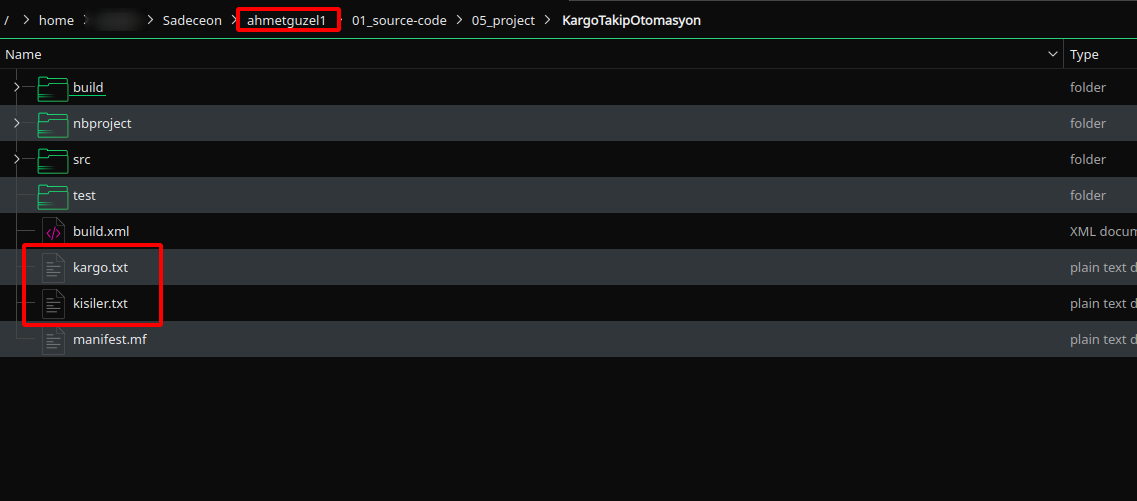 / home Sadeceon ahmetguzel1 01_source-code 05_project KargoTakipOtomasyon
Name Type
build folder
nbproject folder
src folder
test folder
build.xml XML docum
kargo.txt plain text d
kisiler.txt plain text d
manifest.mf plain text d